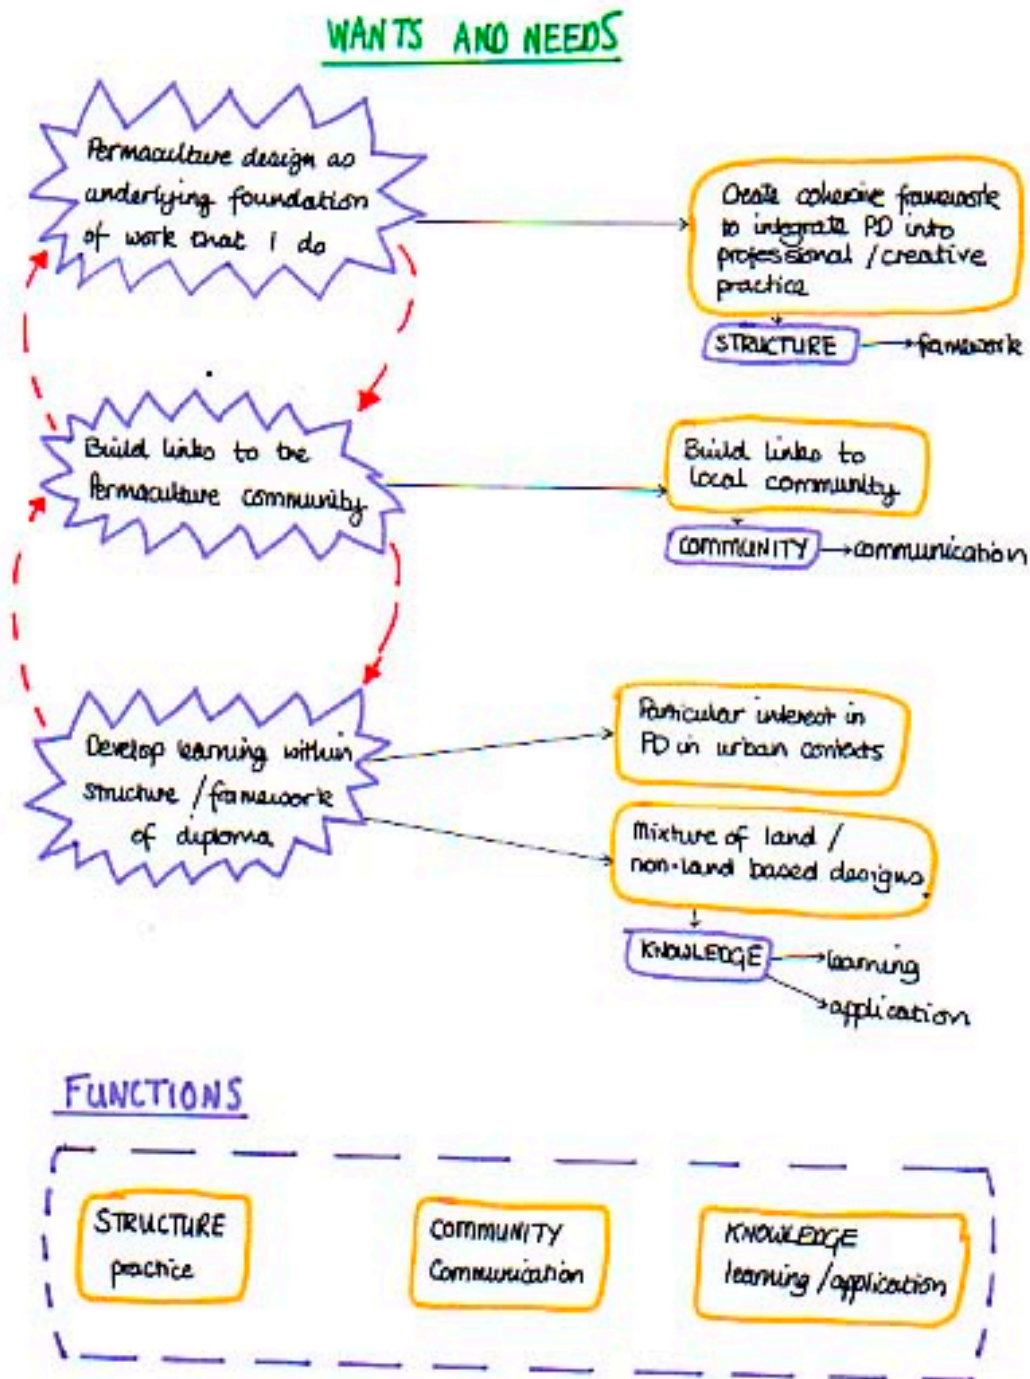 WANTS AND NEEDS
Permaculture design as
underlying foundation
of work that I do
Create cohesive framework
to integrate PD into
professional / creative
practice
STRUCTURE
framework
Build links to the
Permaculture community
Build links to
local community
COMMUNITY
communication
Develop learning within
structure / framework
of diploma
Particular interest in
PD in urban contexts
Mixture of land /
non-land based designs.
KNOWLEDGE
learning
application
FUNCTIONS
STRUCTURE
practice
COMMUNITY
Communication
KNOWLEDGE
learning / application